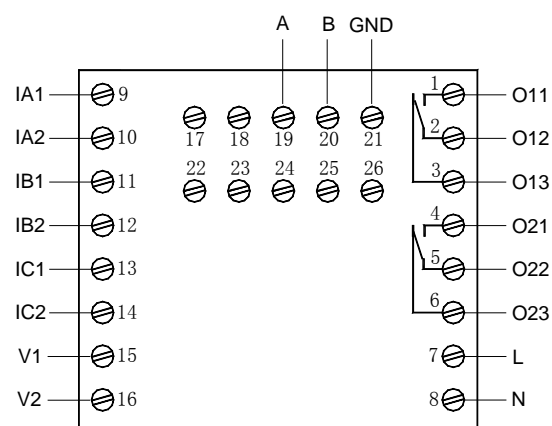 A B GND
IA1 9 1 O11
17 18 19 20 21
IA2 10 2 O12
22 23 24 25 26
IB1 11 3 O13
IB2 12 4 O21
IC1 13 5 O22
IC2 14 6 O23
V1 15 7 L
V2 16 8 N